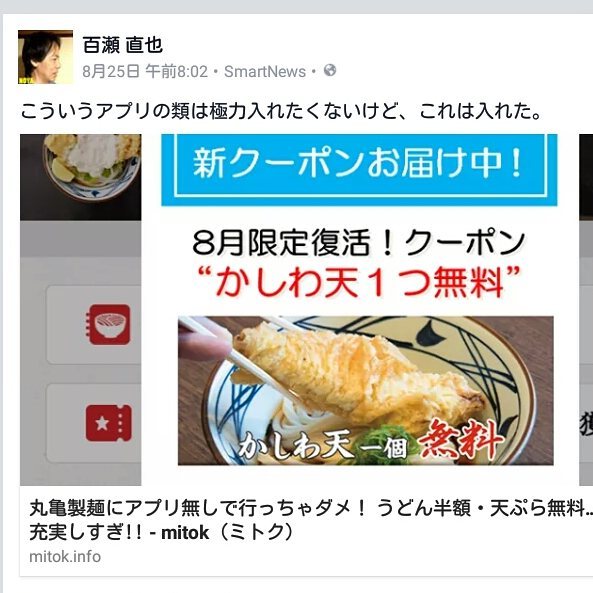 百瀬 直也
8月25日 午前8:02・SmartNews・
こういうアプリの類は極力入れたくないけど、これは入れた。
新クーポンお届け中！
8月限定復活！クーポン
“かしわ天１つ無料”
かしわ天 一個 無料
丸亀製麺にアプリ無しで行っちゃダメ！ うどん半額・天ぷら無料…
充実しすぎ!! - mitok（ミトク）
mitok.info